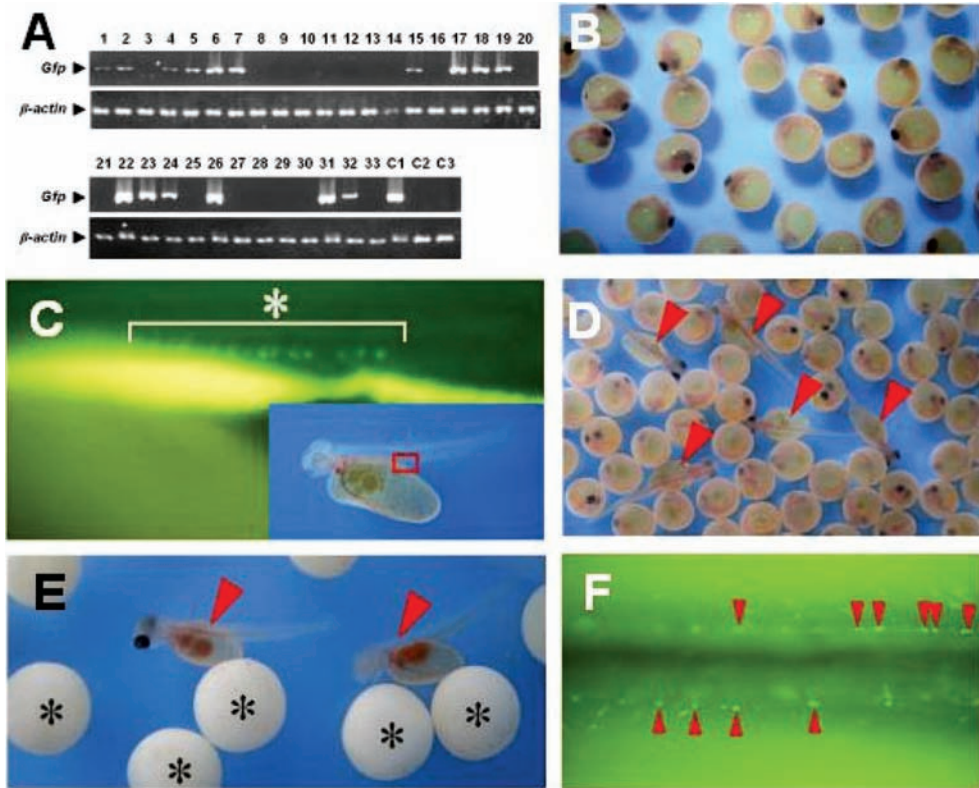 A
1 2 3 4 5 6 7 8 9 10 11 12 13 14 15 16 17 18 19 20
Gfp
β-actin
21 22 23 24 25 26 27 28 29 30 31 32 33 C1 C2 C3
Gfp
β-actin
B
C
*
D
E
* * * * *
F